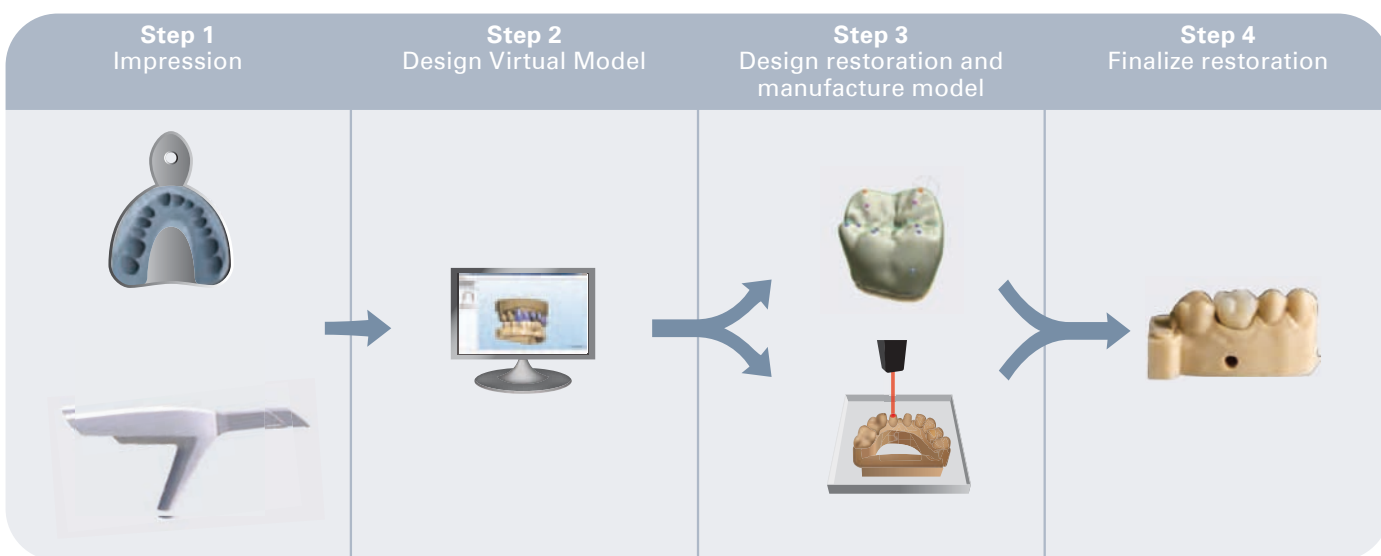 Step 1
Impression
Step 2
Design Virtual Model
Step 3
Design restoration and
manufacture model
Step 4
Finalize restoration